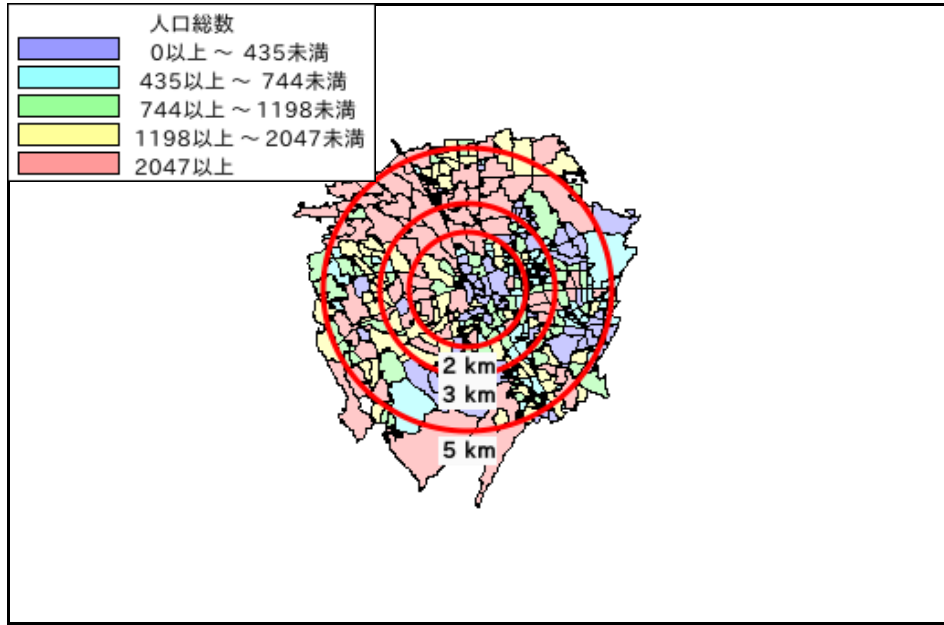 人口総数
0以上 ～ 435未満
435以上 ～ 744未満
744以上 ～ 1198未満
1198以上 ～ 2047未満
2047以上
2 km
3 km
5 km